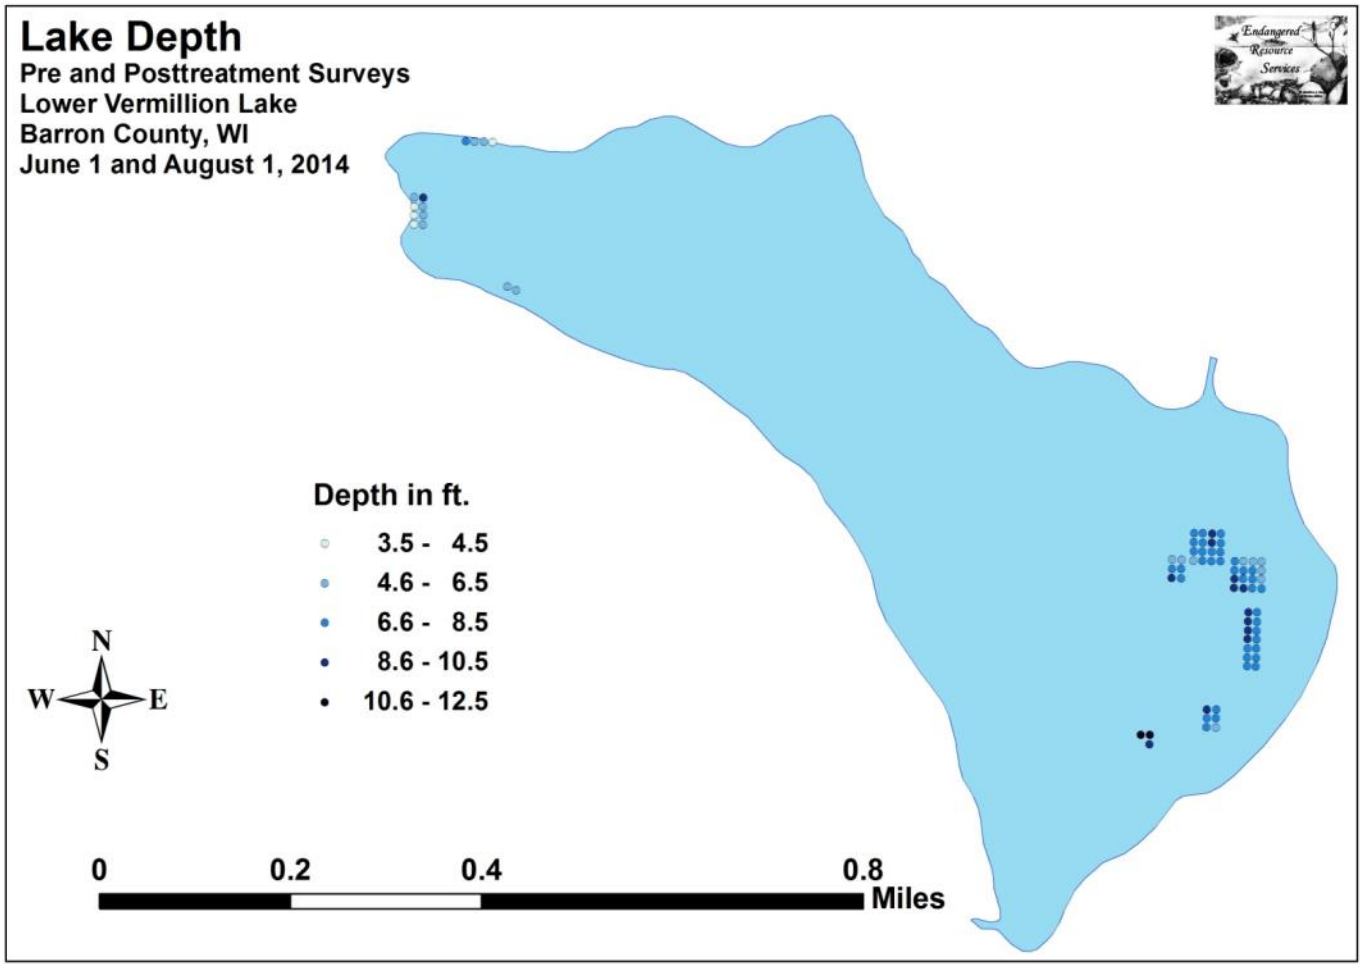 Lake Depth
Pre and Posttreatment Surveys
Lower Vermillion Lake
Barron County, WI
June 1 and August 1, 2014
Endangered
Resource
Services
Depth in ft.
3.5 - 4.5
4.6 - 6.5
6.6 - 8.5
8.6 - 10.5
10.6 - 12.5
N
W E
S
0 0.2 0.4 0.8
Miles